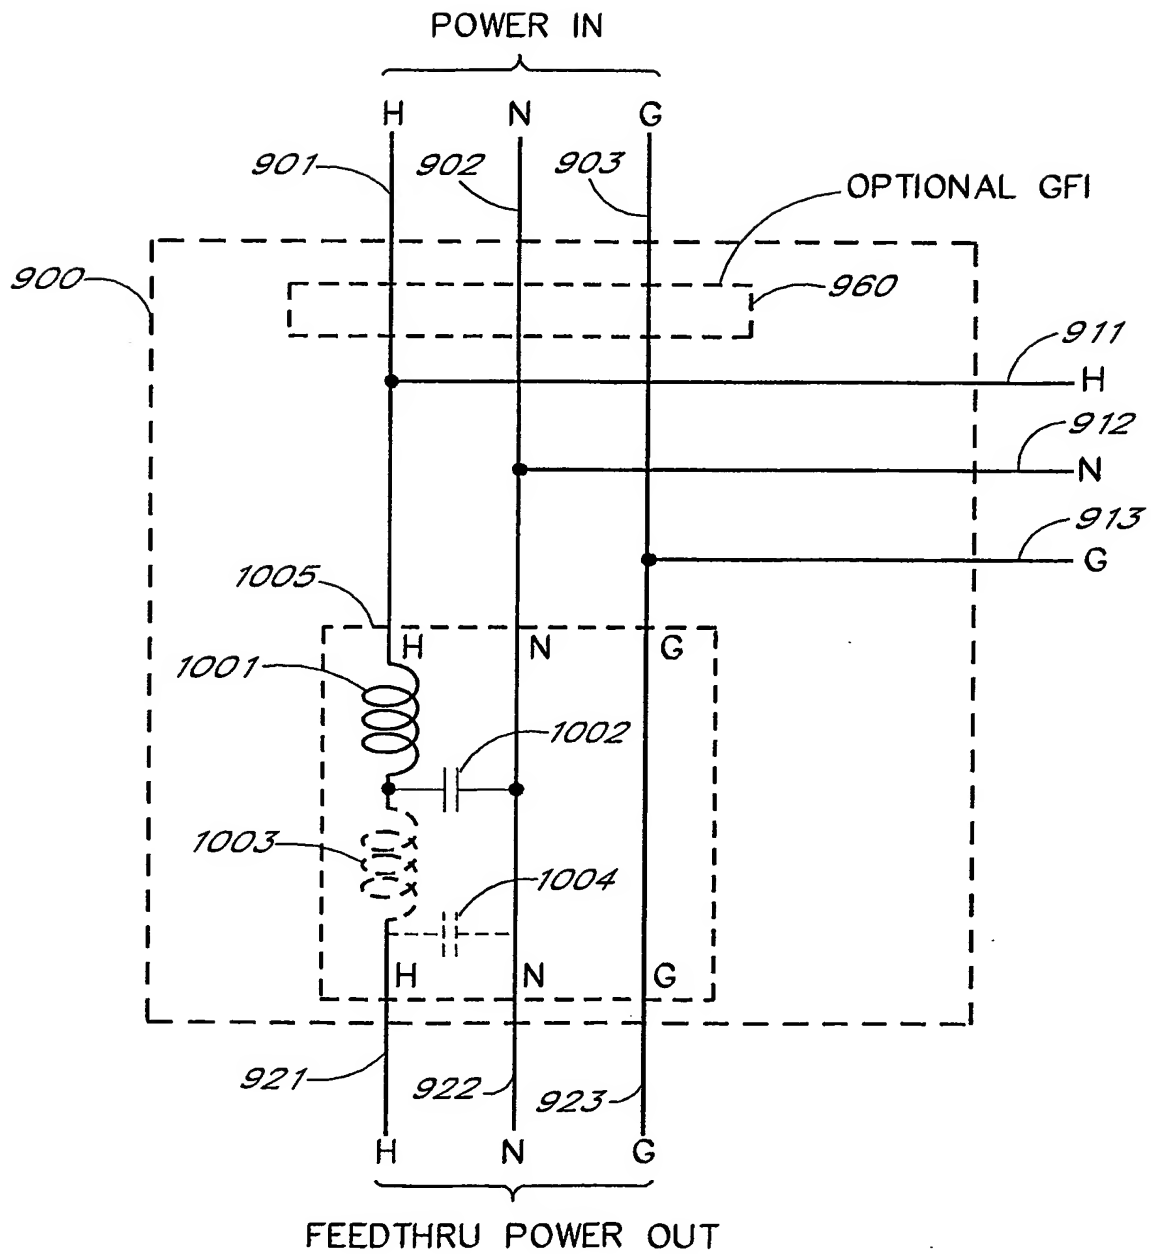 POWER IN
H N G
901 902 903
OPTIONAL GFI
900
960
911
H
912
N
913
G
1005
H N G
1001
1002
1003
1004
H N G
921 922 923
H N G
FEEDTHRU POWER OUT